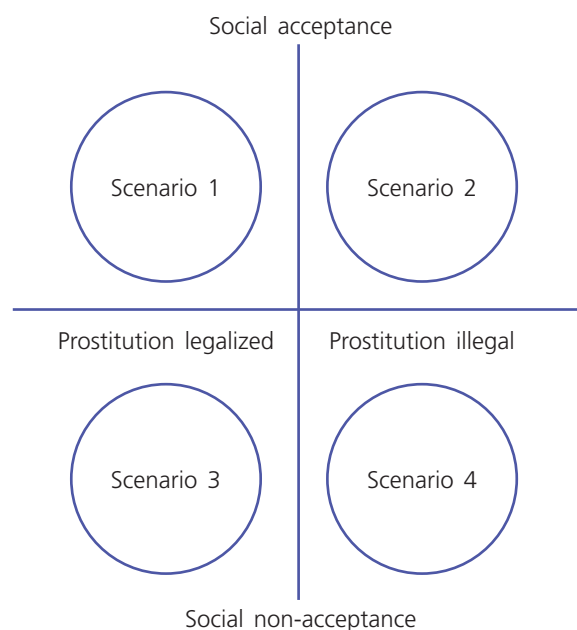 Social acceptance
Scenario 1
Scenario 2
Prostitution legalized
Prostitution illegal
Scenario 3
Scenario 4
Social non-acceptance